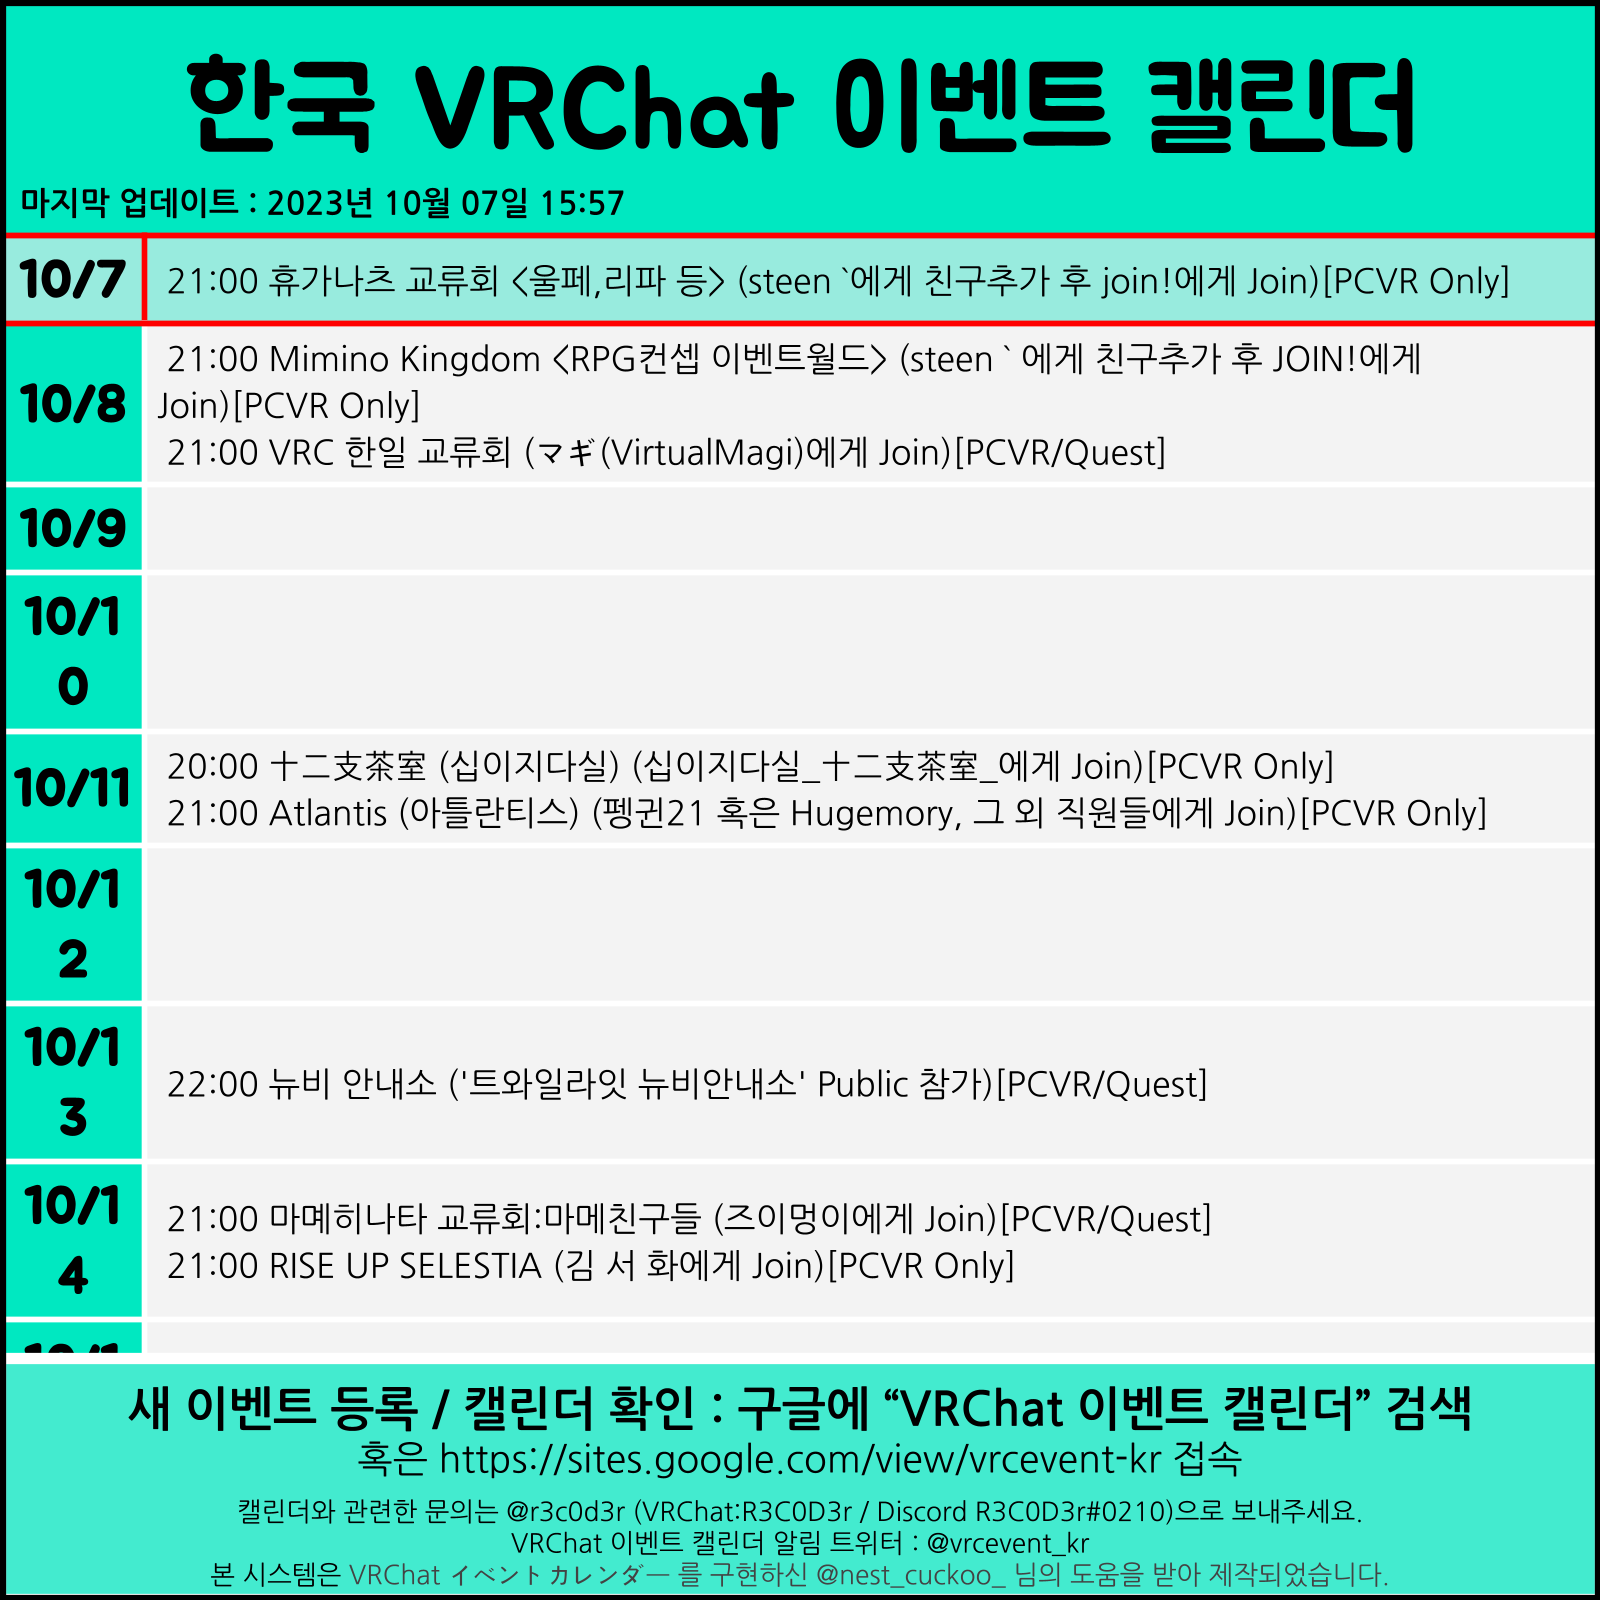 한국 VRChat 이벤트 캘린더
마지막 업데이트 : 2023년 10월 07일 15:57
10/7
21:00 휴가나츠 교류회 <울페,리파 등> (steen `에게 친구추가 후 join!에게 Join)[PCVR Only]
10/8
21:00 Mimino Kingdom <RPG컨셉 이벤트월드> (steen ` 에게 친구추가 후 JOIN!에게
Join)[PCVR Only]
21:00 VRC 한일 교류회 (マギ(VirtualMagi)에게 Join)[PCVR/Quest]
10/9
10/1
0
10/11
20:00 十二支茶室 (십이지다실) (십이지다실_十二支茶室_에게 Join)[PCVR Only]
21:00 Atlantis (아틀란티스) (펭귄21 혹은 Hugemory, 그 외 직원들에게 Join)[PCVR Only]
10/1
2
10/1
3
22:00 뉴비 안내소 ('트와일라잇 뉴비안내소' Public 참가)[PCVR/Quest]
10/1
4
21:00 마몌히나타 교류회:마메친구들 (즈이멍이에게 Join)[PCVR/Quest]
21:00 RISE UP SELESTIA (김 서 화에게 Join)[PCVR Only]
10/1
새 이벤트 등록 / 캘린더 확인 : 구글에 “VRChat 이벤트 캘린더” 검색
혹은 https://sites.google.com/view/vrcevent-kr 접속
캘린더와 관련한 문의는 @r3c0d3r (VRChat:R3C0D3r / Discord R3C0D3r#0210)으로 보내주세요.
VRChat 이벤트 캘린더 알림 트위터 : @vrcevent_kr
본 시스템은 VRChat イベントカレンダー 를 구현하신 @nest_cuckoo_ 님의 도움을 받아 제작되었습니다.